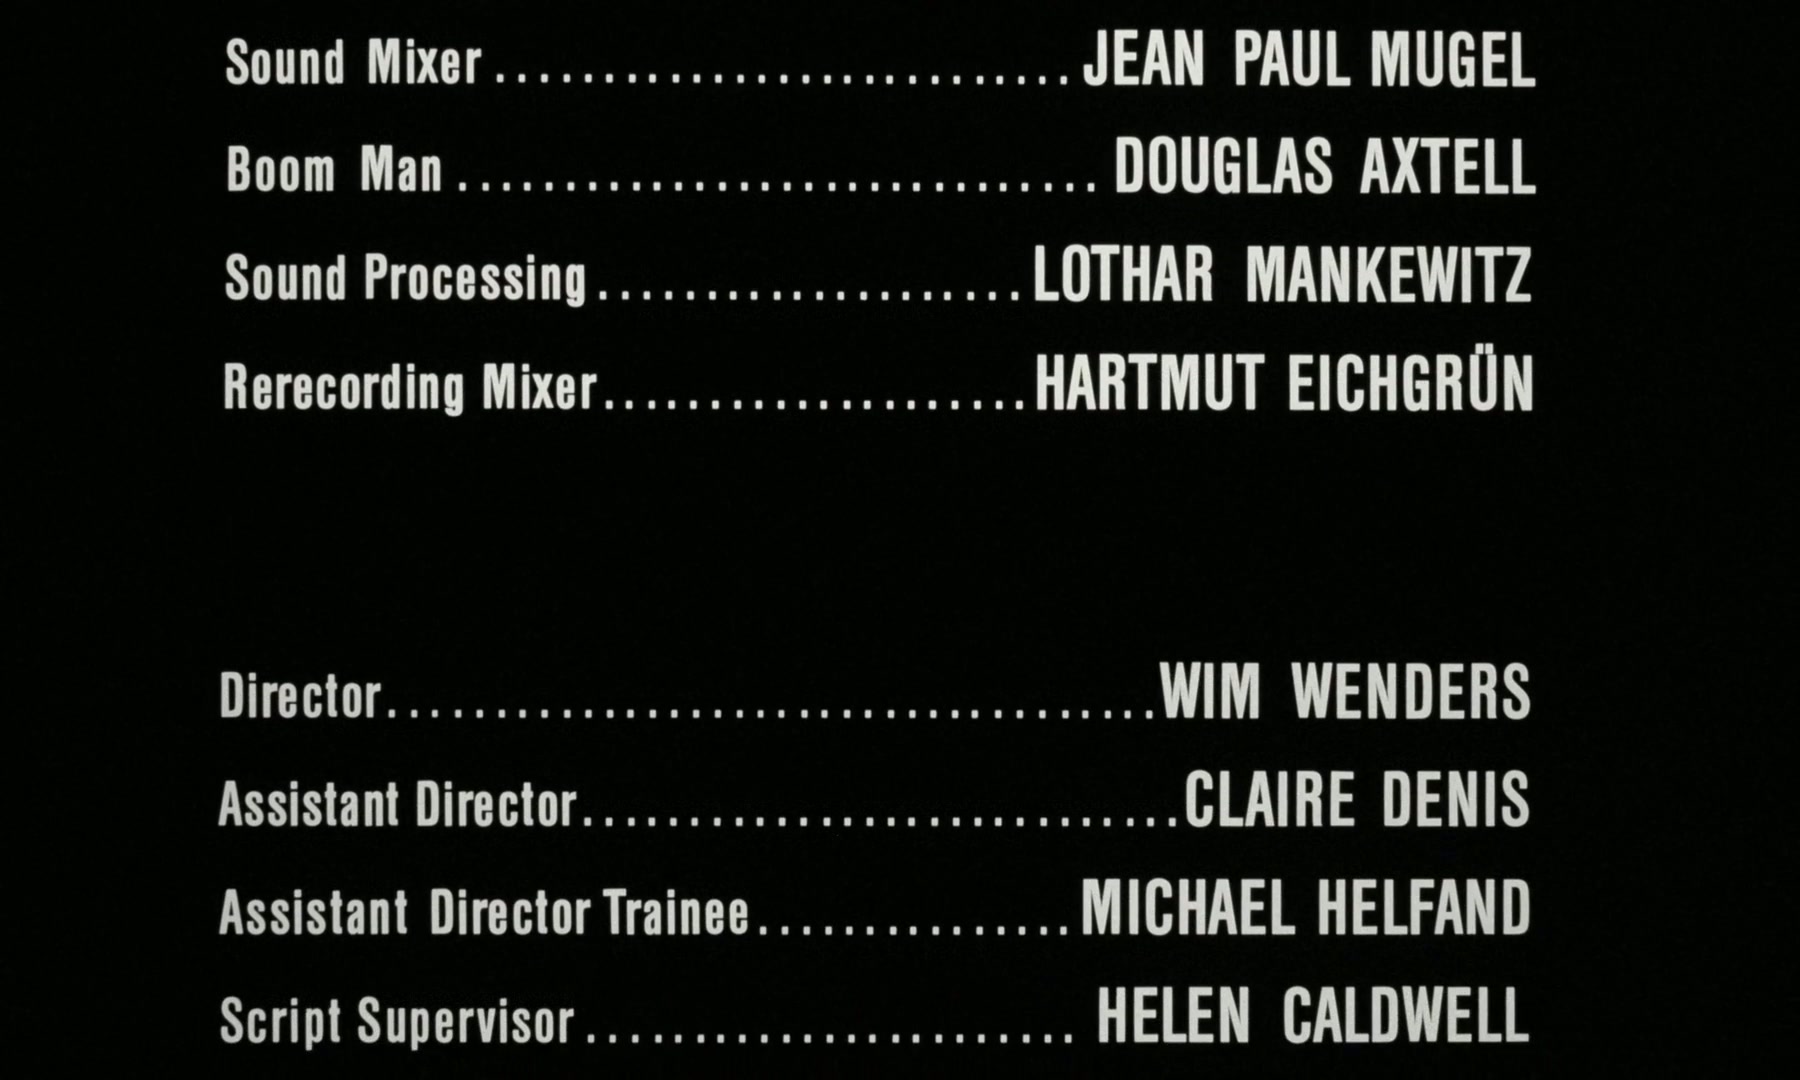 Sound Mixer...........................JEAN PAUL MUGEL
Boom Man .............................. DOUGLAS AXTELL
Sound Processing....................LOTHAR MANKEWITZ
Rerecording Mixer....................HARTMUT EICHGRÜN
Director....................................WIM WENDERS
Assistant Director............................CLAIRE DENIS
Assistant Director Trainee...............MICHAEL HELFAND
Script Supervisor ....................... HELEN CALDWELL